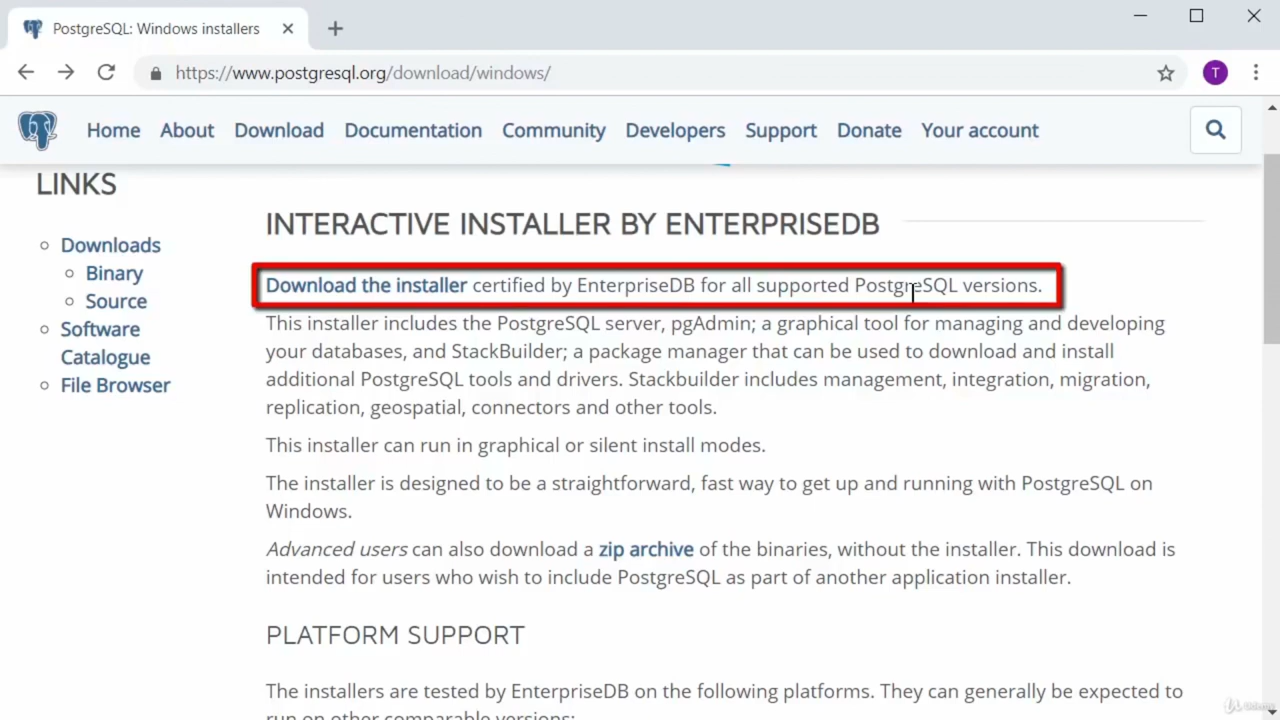 PostgreSQL: Windows installers
https://www.postgresql.org/download/windows/
T
Home About Download Documentation Community Developers Support Donate Your account
LINKS
Downloads
Binary
Source
Software
Catalogue
File Browser
INTERACTIVE INSTALLER BY ENTERPRISEDB
Download the installer certified by EnterpriseDB for all supported PostgreSQL versions.
This installer includes the PostgreSQL server, pgAdmin; a graphical tool for managing and developing
your databases, and StackBuilder; a package manager that can be used to download and install
additional PostgreSQL tools and drivers. Stackbuilder includes management, integration, migration,
replication, geospatial, connectors and other tools.
This installer can run in graphical or silent install modes.
The installer is designed to be a straightforward, fast way to get up and running with PostgreSQL on
Windows.
Advanced users can also download a zip archive of the binaries, without the installer. This download is
intended for users who wish to include PostgreSQL as part of another application installer.
PLATFORM SUPPORT
The installers are tested by EnterpriseDB on the following platforms. They can generally be expected to
run on other comparable versions: